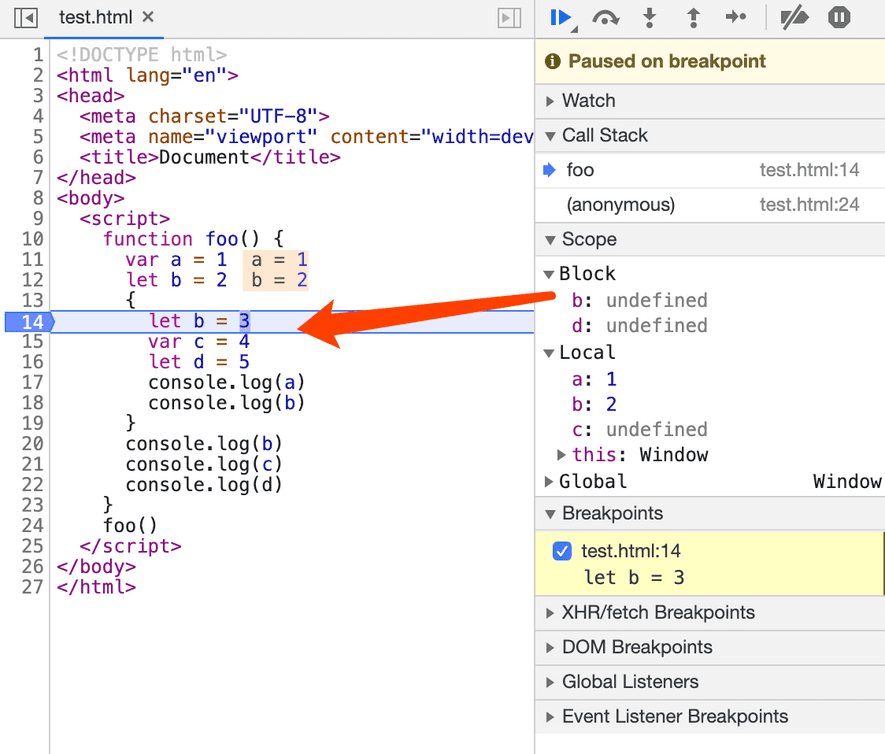 test.html ×
1 <!DOCTYPE html>
2 <html lang="en">
3 <head>
4 <meta charset="UTF-8">
5 <meta name="viewport" content="width=dev
6 <title>Document</title>
7 </head>
8 <body>
9 <script>
10 function foo() {
11 var a = 1 a = 1
12 let b = 2 b = 2
13 {
14 let b = 3
15 var c = 4
16 let d = 5
17 console.log(a)
18 console.log(b)
19 }
20 console.log(b)
21 console.log(c)
22 console.log(d)
23 }
24 foo()
25 </script>
26 </body>
27 </html>
Paused on breakpoint
Watch
Call Stack
foo test.html:14
(anonymous) test.html:24
Scope
Block
b: undefined
d: undefined
Local
a: 1
b: 2
c: undefined
this: Window
Global Window
Breakpoints
test.html:14
let b = 3
XHR/fetch Breakpoints
DOM Breakpoints
Global Listeners
Event Listener Breakpoints